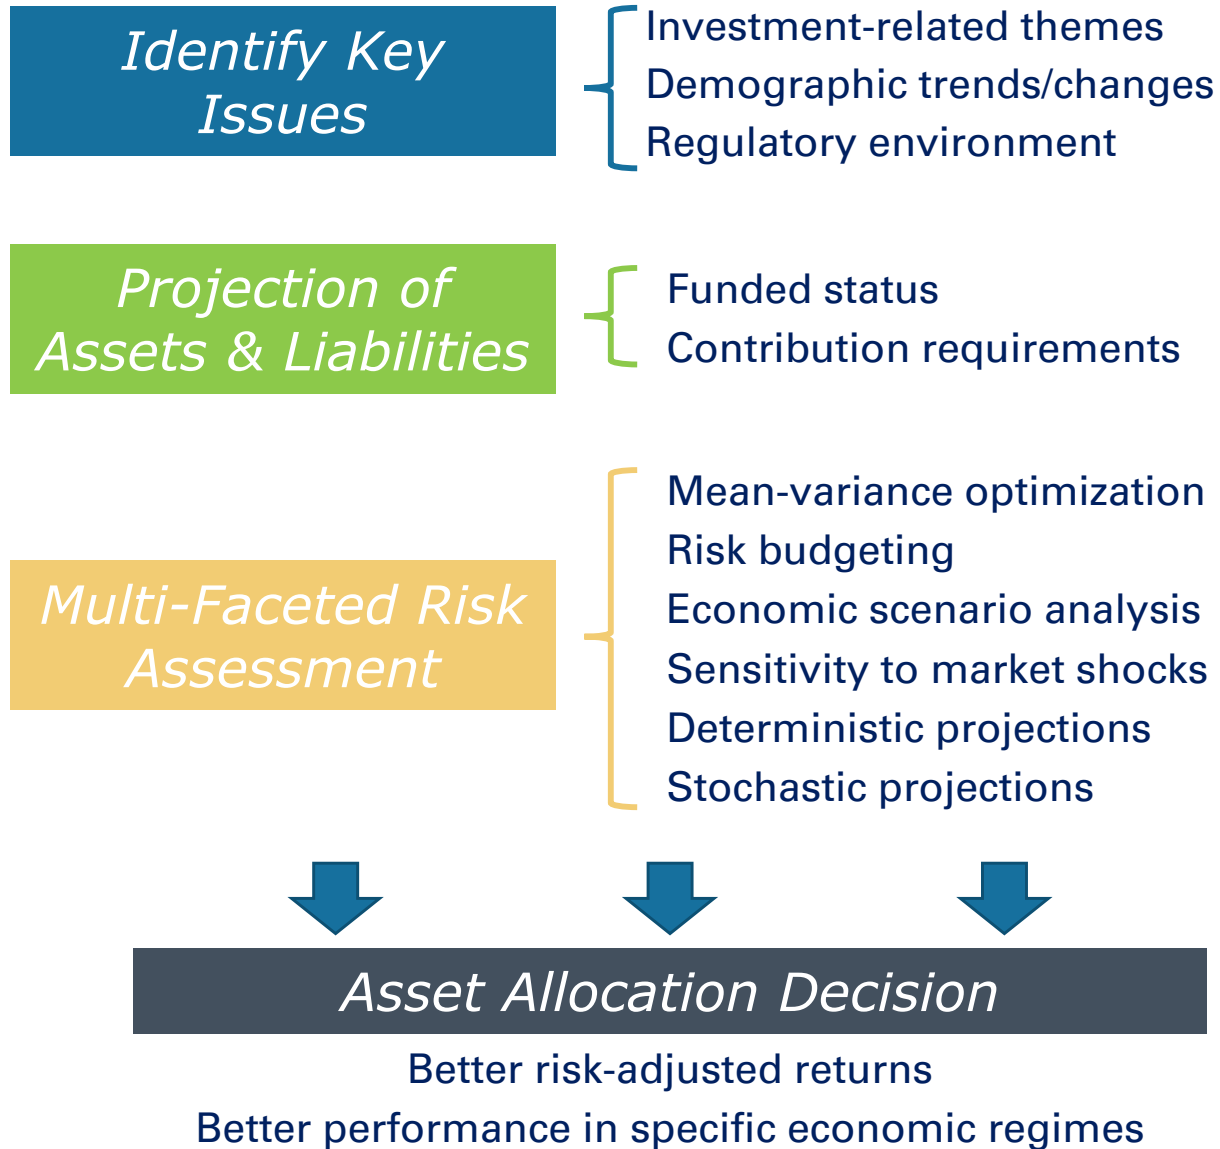 Identify Key
Issues
Investment-related themes
Demographic trends/changes
Regulatory environment
Projection of
Assets & Liabilities
Funded status
Contribution requirements
Multi-Faceted Risk
Assessment
Mean-variance optimization
Risk budgeting
Economic scenario analysis
Sensitivity to market shocks
Deterministic projections
Stochastic projections
Asset Allocation Decision
Better risk-adjusted returns
Better performance in specific economic regimes